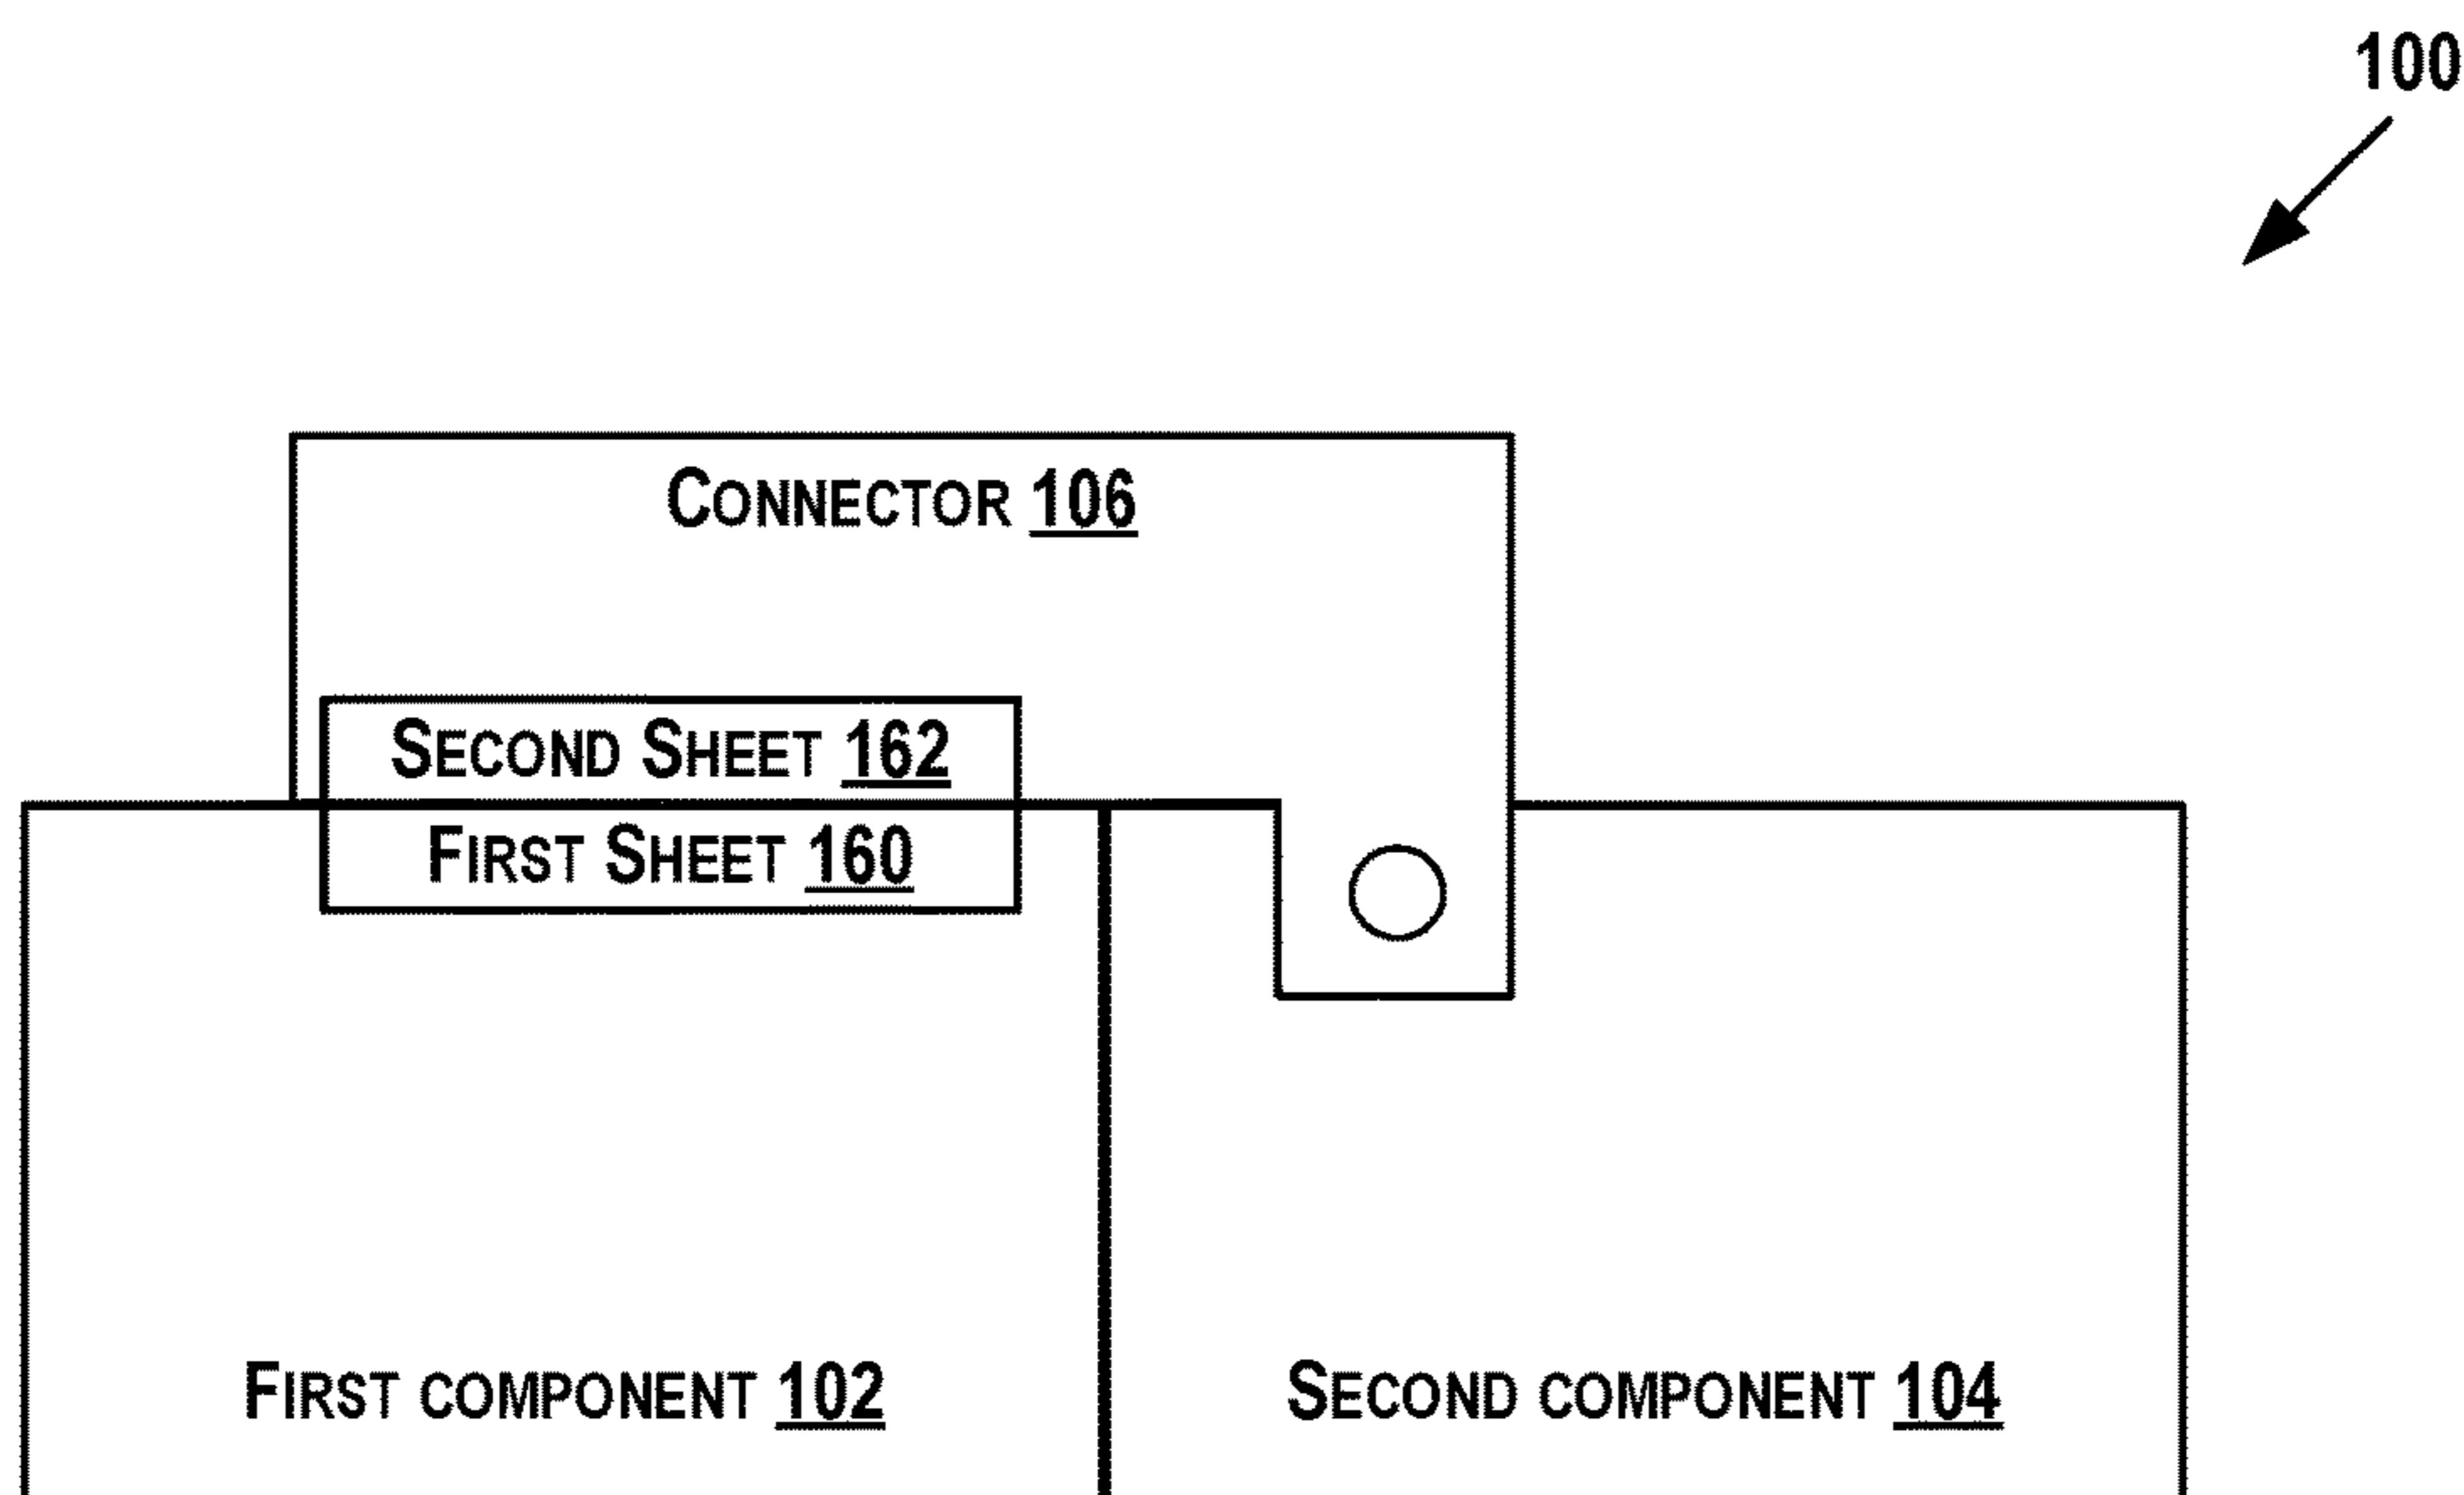 100
CONNECTOR 106
SECOND SHEET 162
FIRST SHEET 160
FIRST COMPONENT 102
SECOND COMPONENT 104